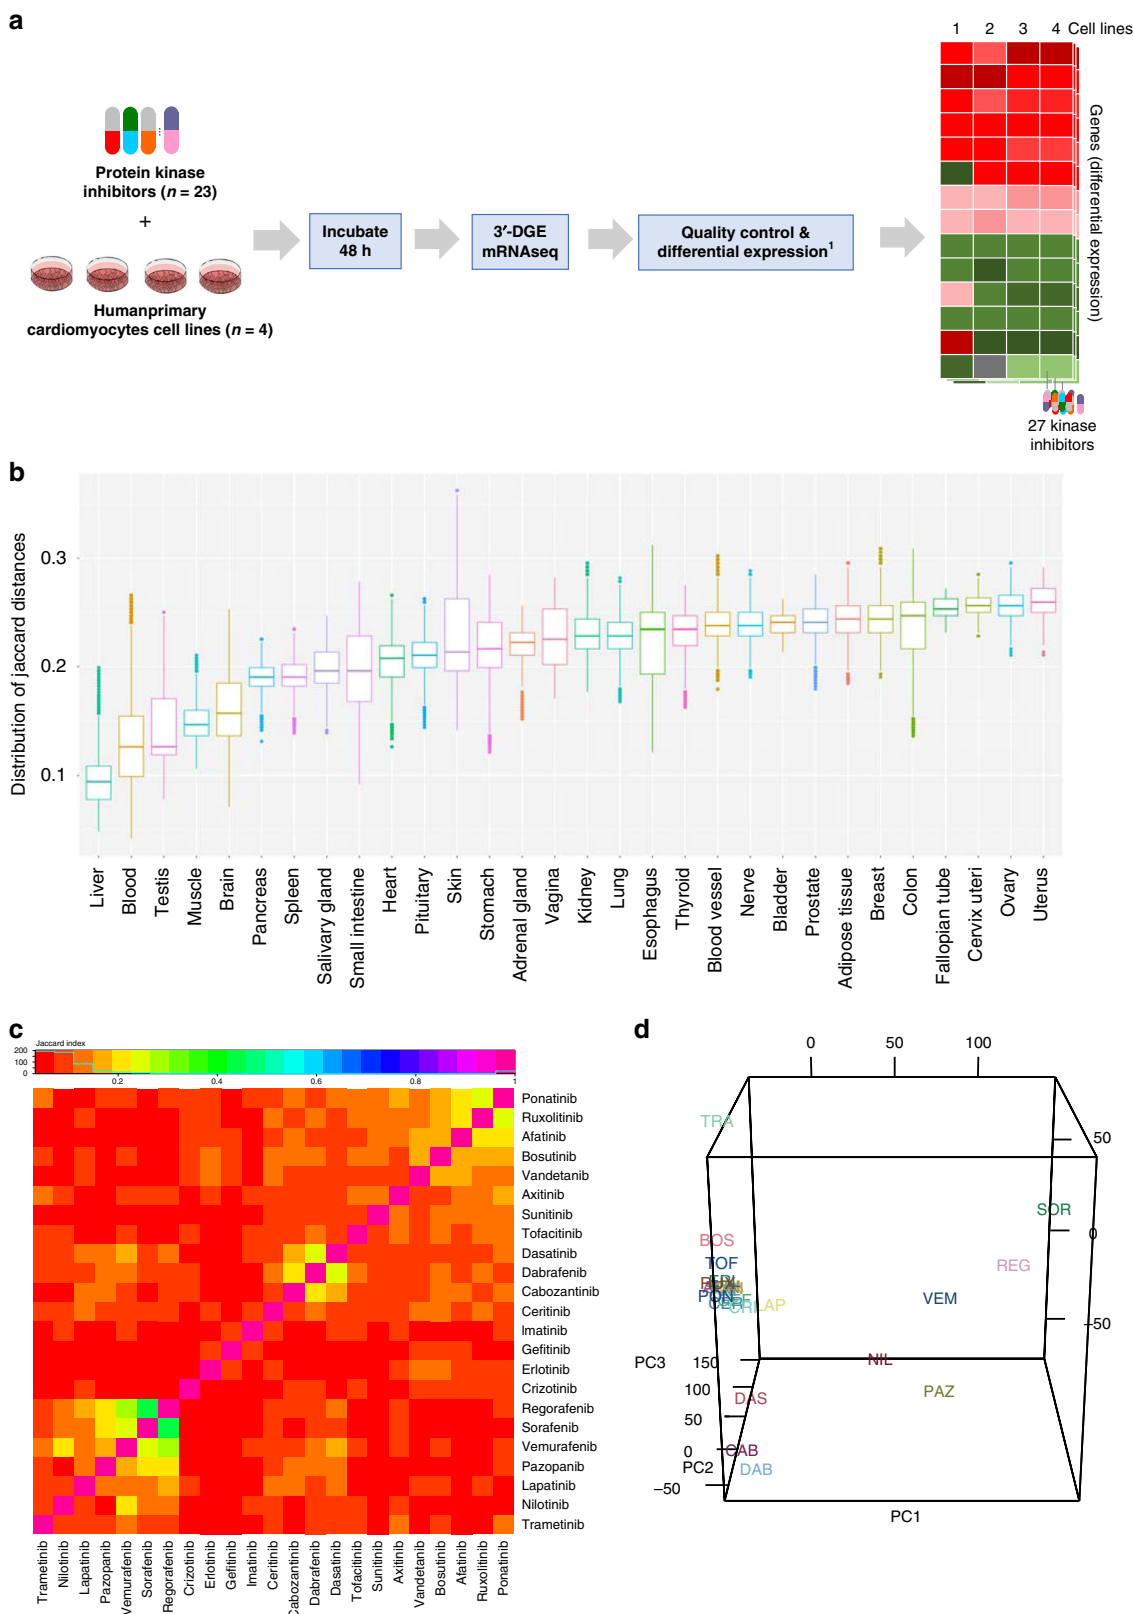 a
1 2 3 4 Cell lines
Genes (differential expression)
Protein kinase
inhibitors (n = 23)
+
Humanprimary
cardiomyocytes cell lines (n = 4)
Incubate
48 h
3′-DGE
mRNAseq
Quality control &
differential expression¹
27 kinase
inhibitors
b
Distribution of jaccard distances
0.3
0.2
0.1
Liver
Blood
Testis
Muscle
Brain
Pancreas
Spleen
Salivary gland
Small intestine
Heart
Pituitary
Skin
Stomach
Adrenal gland
Vagina
Kidney
Lung
Esophagus
Thyroid
Blood vessel
Nerve
Bladder
Prostate
Adipose tissue
Breast
Colon
Fallopian tube
Cervix uteri
Ovary
Uterus
c
Jaccard index
200
100
0
0.2 0.4 0.6 0.8 1
Ponatinib
Ruxolitinib
Afatinib
Bosutinib
Vandetanib
Axitinib
Sunitinib
Tofacitinib
Dasatinib
Dabrafenib
Cabozantinib
Ceritinib
Imatinib
Gefitinib
Erlotinib
Crizotinib
Regorafenib
Sorafenib
Vemurafenib
Pazopanib
Lapatinib
Nilotinib
Trametinib
Trametinib
Nilotinib
Lapatinib
Pazopanib
Vemurafenib
Sorafenib
Regorafenib
Crizotinib
Erlotinib
Gefitinib
Imatinib
Ceritinib
Cabozantinib
Dabrafenib
Dasatinib
Tofacitinib
Sunitinib
Axitinib
Vandetanib
Bosutinib
Afatinib
Ruxolitinib
Ponatinib
d
0 50 100
TRA
50
SOR
0
BOS
TOF
REG
PON
VEM
CRI
LAP
−50
NIL
PC3
150
100
DAS
PAZ
50
0
CAB
PC2
DAB
−50
PC1